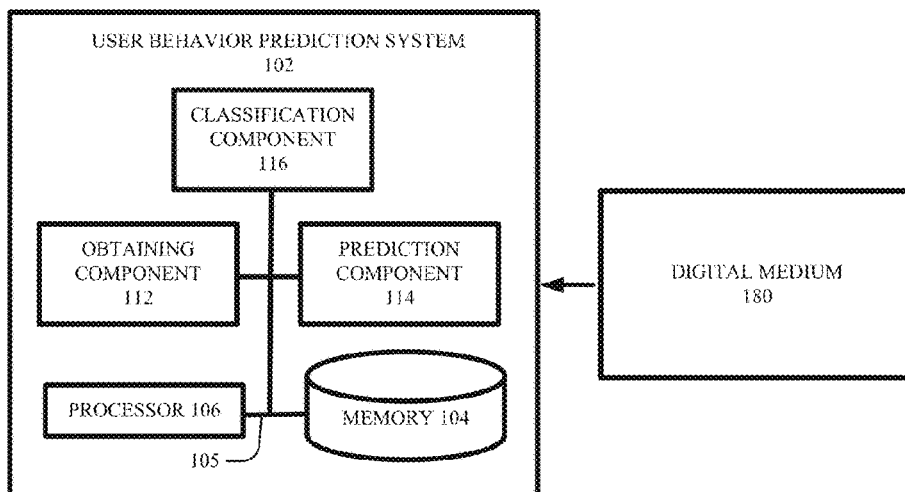 USER BEHAVIOR PREDICTION SYSTEM
102
CLASSIFICATION
COMPONENT
116
OBTAINING
COMPONENT
112
PREDICTION
COMPONENT
114
PROCESSOR 106
MEMORY 104
105
DIGITAL MEDIUM
180